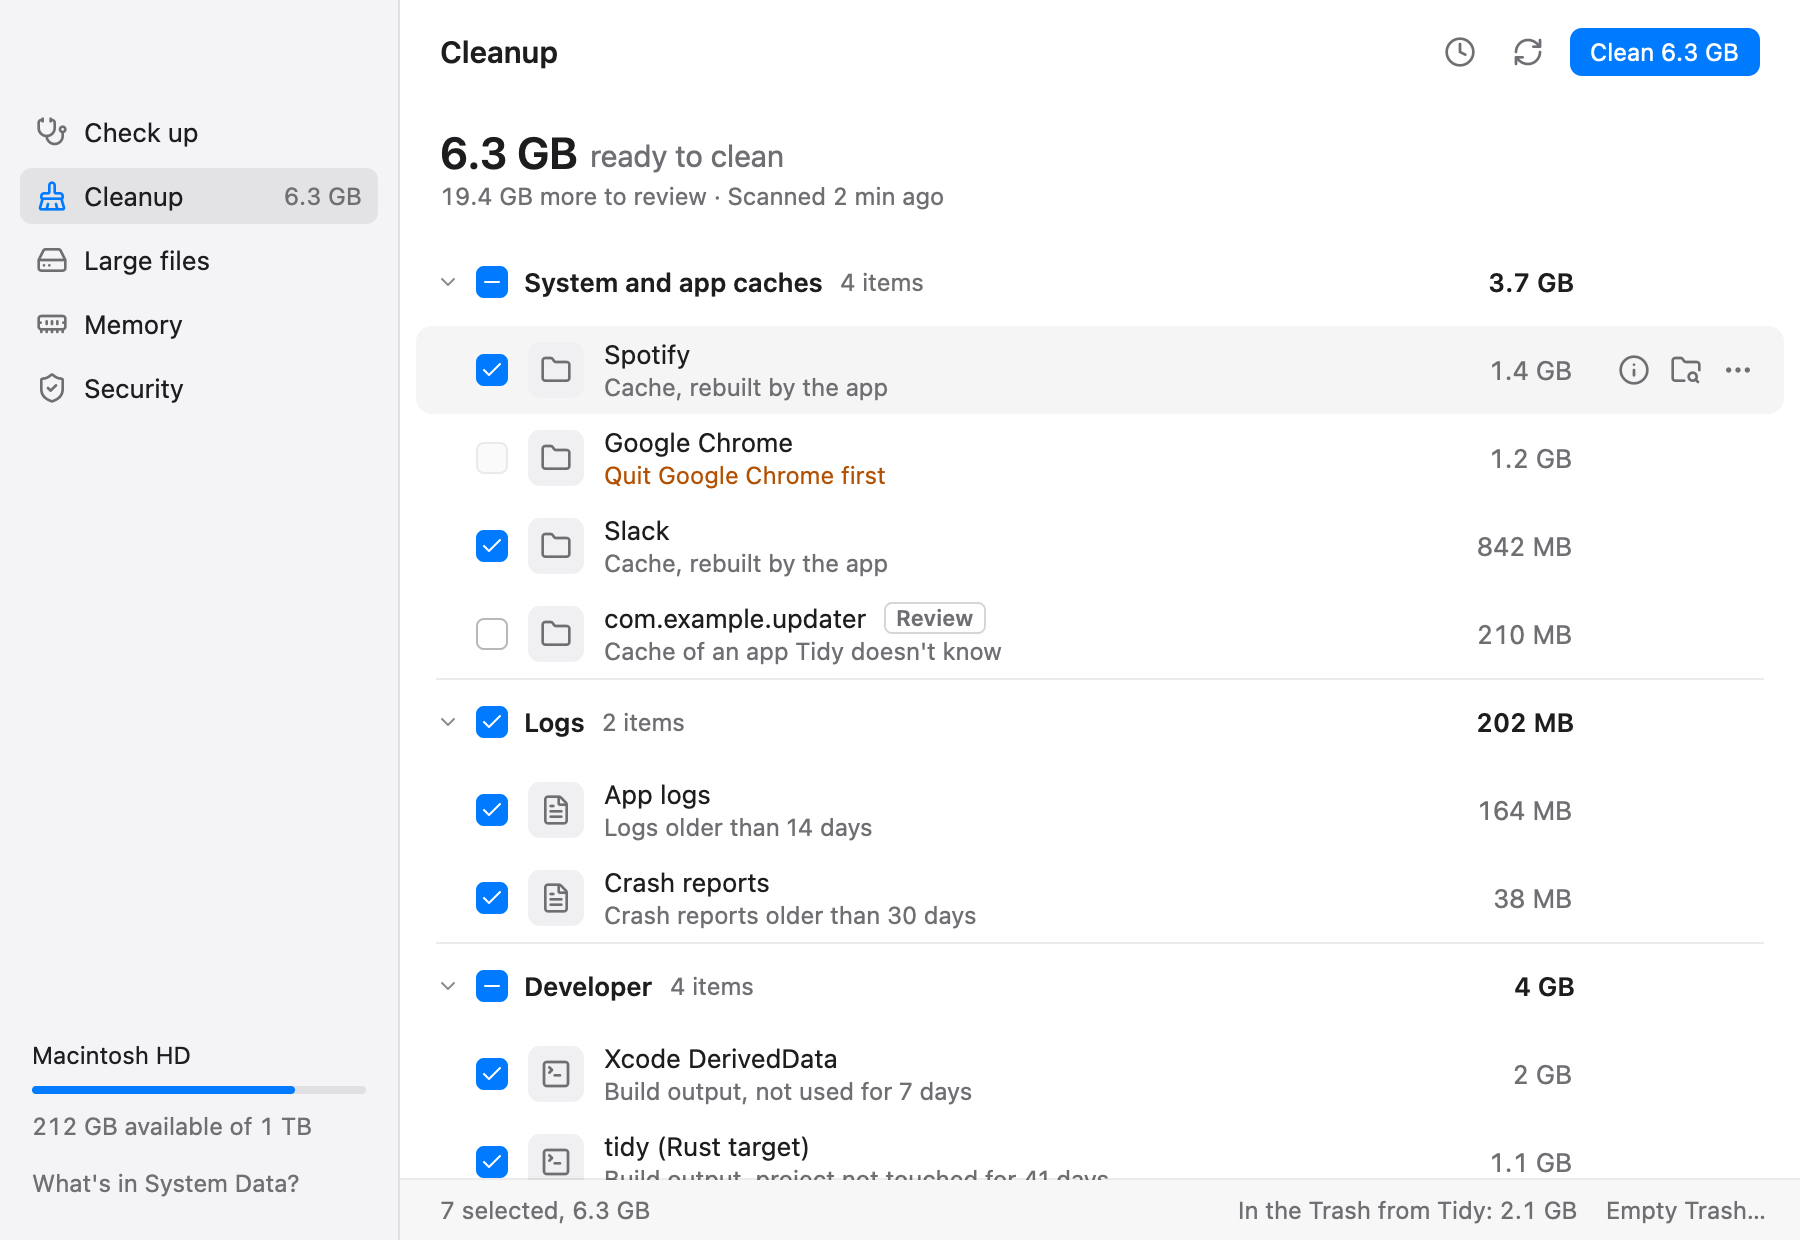 Cleanup
Clean 6.3 GB
Check up
Cleanup 6.3 GB
Large files
Memory
Security
6.3 GB ready to clean
19.4 GB more to review · Scanned 2 min ago
System and app caches 4 items 3.7 GB
Spotify
Cache, rebuilt by the app
1.4 GB
Google Chrome
Quit Google Chrome first
1.2 GB
Slack
Cache, rebuilt by the app
842 MB
com.example.updater Review
Cache of an app Tidy doesn't know
210 MB
Logs 2 items 202 MB
App logs
Logs older than 14 days
164 MB
Crash reports
Crash reports older than 30 days
38 MB
Developer 4 items 4 GB
Xcode DerivedData
Build output, not used for 7 days
2 GB
tidy (Rust target)
Build output, project not touched for 41 days
1.1 GB
Macintosh HD
212 GB available of 1 TB
What's in System Data?
7 selected, 6.3 GB
In the Trash from Tidy: 2.1 GB
Empty Trash...